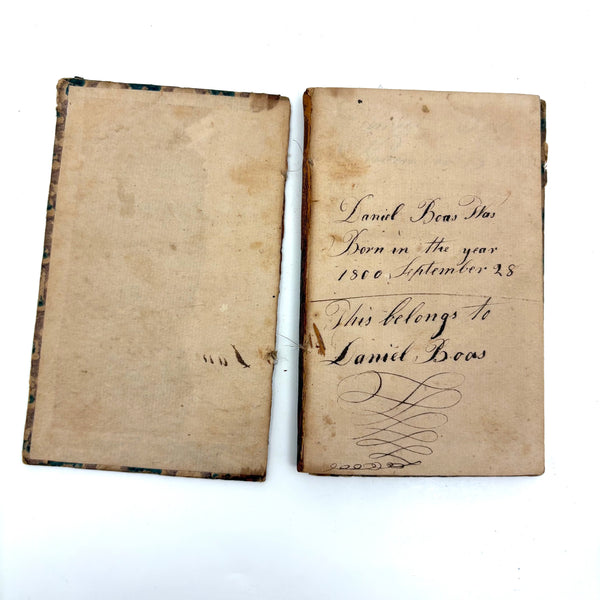 Daniel Boas Was
Born in the year
1800, September 28
This belongs to
Daniel Boas